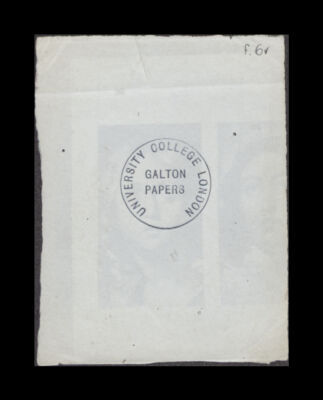 f. 6v
UNIVERSITY COLLEGE LONDON
GALTON
PAPERS